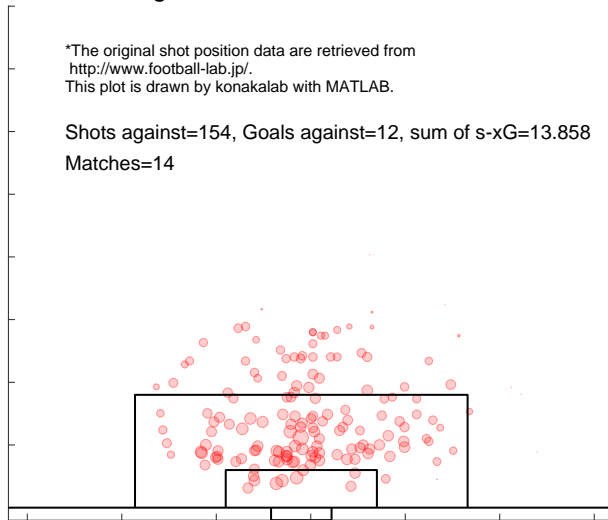 *The original shot position data are retrieved from
http://www.football-lab.jp/.
This plot is drawn by konakalab with MATLAB.
Shots against=154, Goals against=12, sum of s-xG=13.858
Matches=14